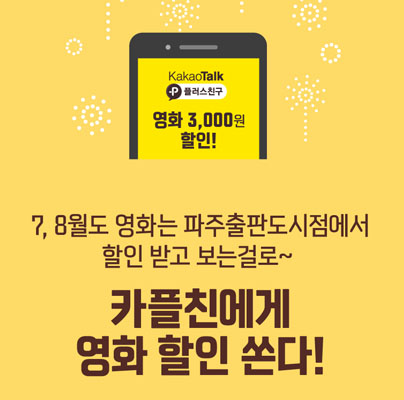 KakaoTalk
플러스친구
영화 3,000원
할인!
7, 8월도 영화는 파주출판도시점에서
할인 받고 보는걸로~
카플친에게
영화 할인 쏜다!